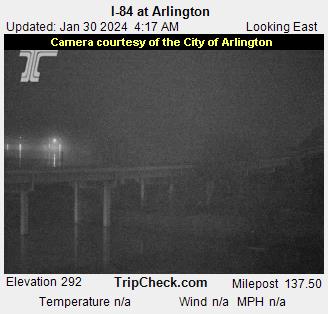 I-84 at Arlington
Updated: Jan 30 2024 4:17 AM Looking East
Camera courtesy of the City of Arlington
Elevation 292 TripCheck.com Milepost 137.50
Temperature n/a Wind n/a MPH n/a